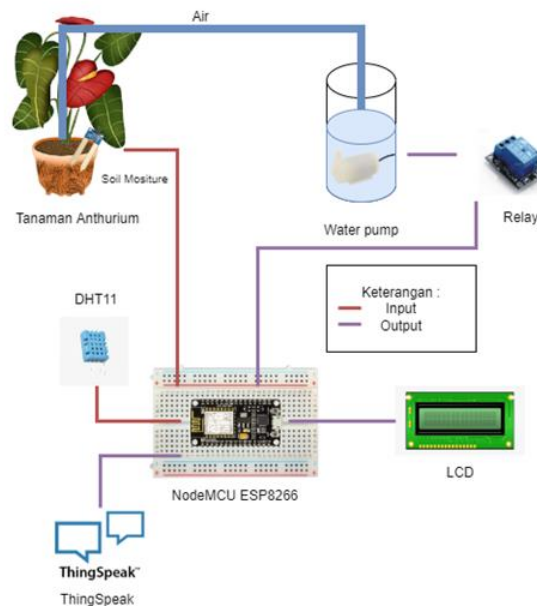 Air
Soil Mositure
Tanaman Anthurium
Water pump
Relay
Keterangan :
Input
Output
DHT11
LCD
NodeMCU ESP8266
ThingSpeak™
ThingSpeak